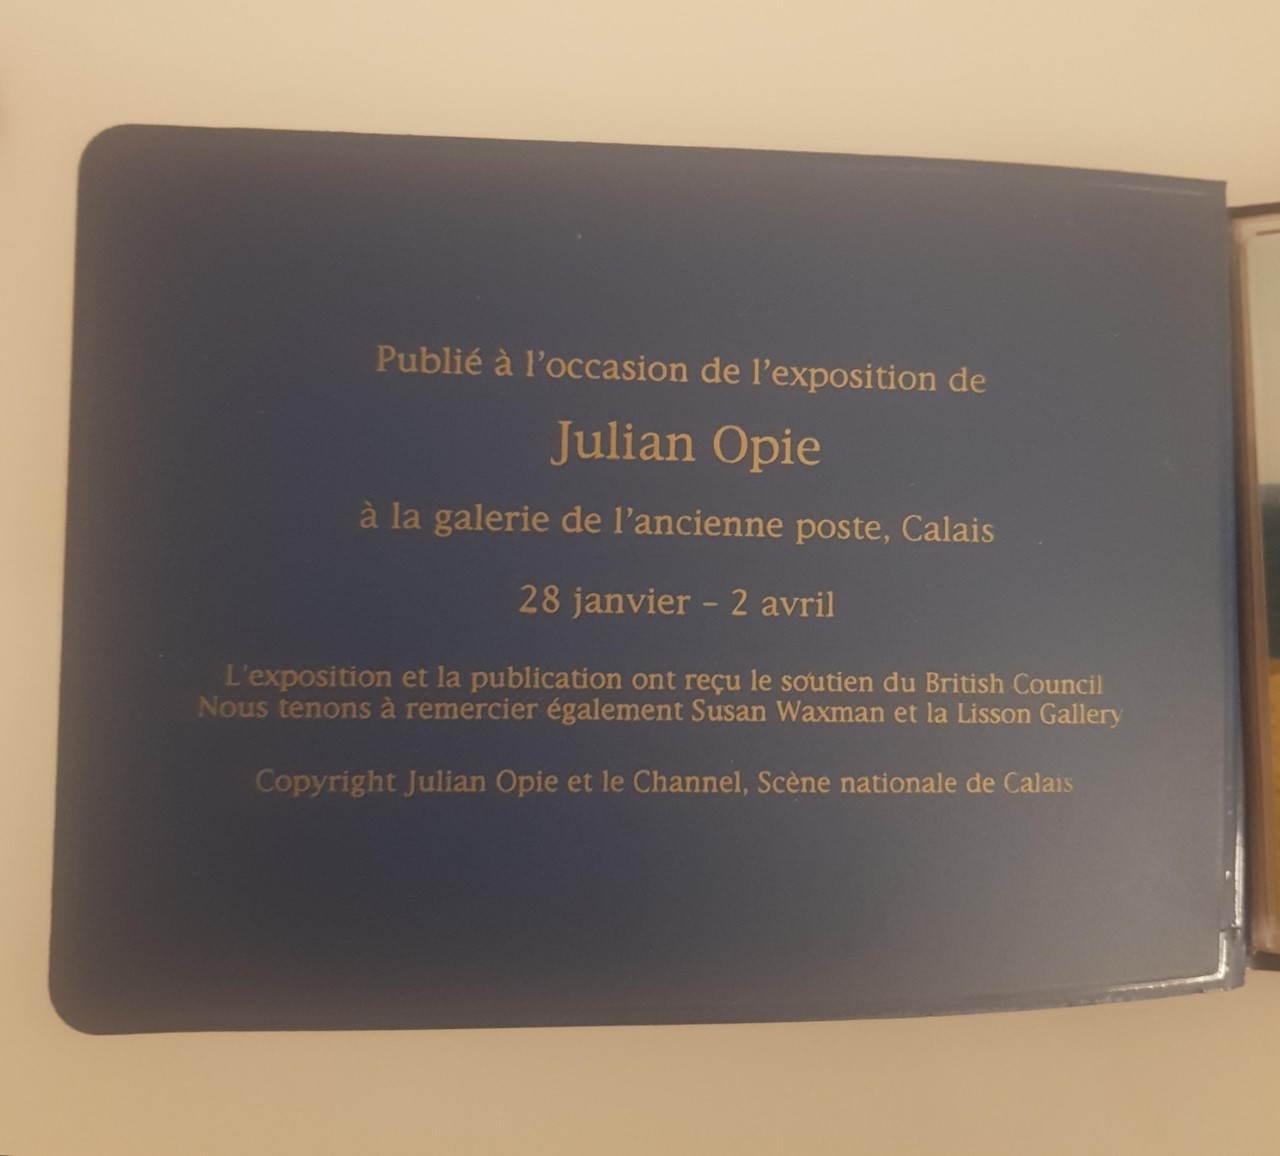 Publié à l'occasion de l'exposition de
Julian Opie
à la galerie de l'ancienne poste, Calais
28 janvier – 2 avril
L'exposition et la publication ont reçu le soutien du British Council
Nous tenons à remercier également Susan Waxman et la Lisson Gallery
Copyright Julian Opie et le Channel, Scène nationale de Calais